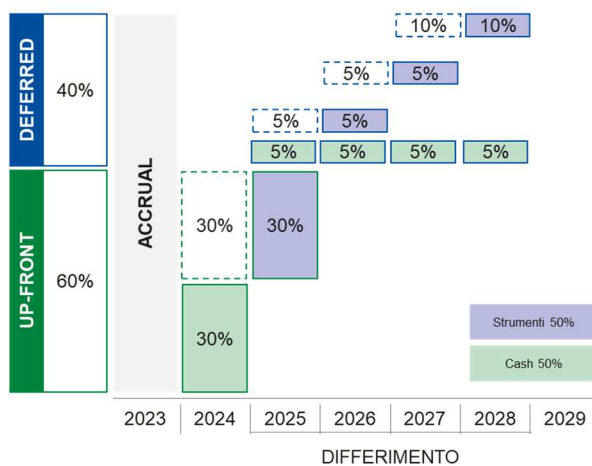 DEFERRED
40%
UP-FRONT
60%
ACCRUAL
10% 10%
5% 5%
5% 5%
5% 5% 5% 5%
30% 30%
30%
Strumenti 50%
Cash 50%
2023 2024 2025 2026 2027 2028 2029
DIFFERIMENTO